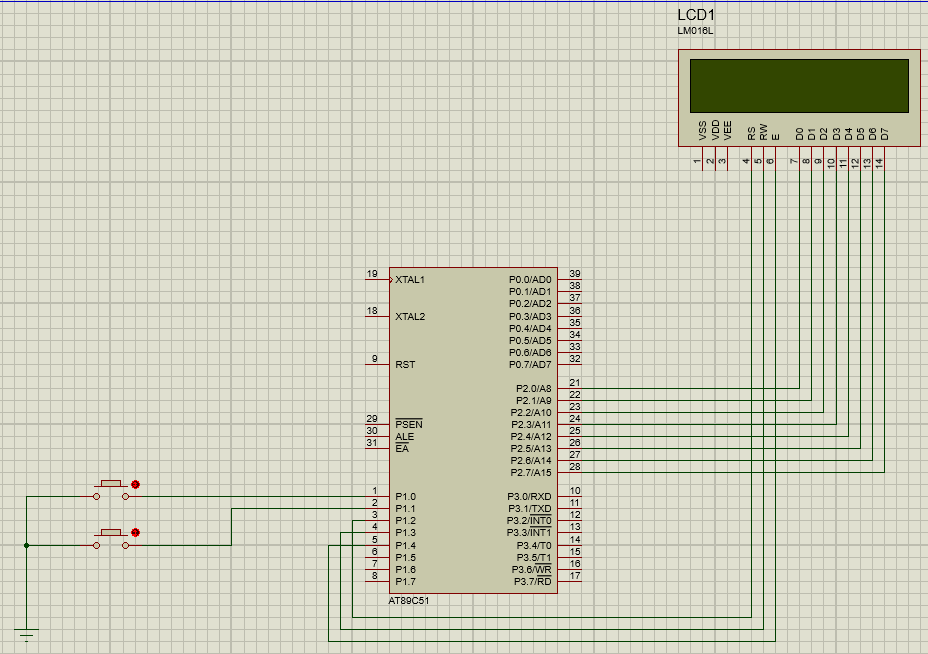 LCD1
LM016L
VSS VDD VEE RS RW E D0 D1 D2 D3 D4 D5 D6 D7
1 2 3 4 5 6 7 8 9 10 11 12 13 14
19 XTAL1 P0.0/AD0 39
P0.1/AD1 38
P0.2/AD2 37
18 XTAL2 P0.3/AD3 36
P0.4/AD4 35
P0.5/AD5 34
P0.6/AD6 33
9 RST P0.7/AD7 32
P2.0/A8 21
P2.1/A9 22
P2.2/A10 23
29 PSEN P2.3/A11 24
30 ALE P2.4/A12 25
31 EA P2.5/A13 26
P2.6/A14 27
P2.7/A15 28
1 P1.0 P3.0/RXD 10
2 P1.1 P3.1/TXD 11
3 P1.2 P3.2/INT0 12
4 P1.3 P3.3/INT1 13
5 P1.4 P3.4/T0 14
6 P1.5 P3.5/T1 15
7 P1.6 P3.6/WR 16
8 P1.7 P3.7/RD 17
AT89C51